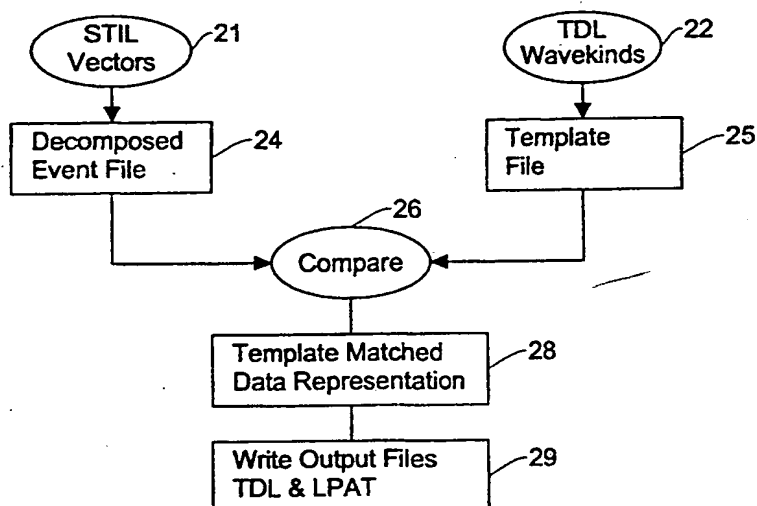 STIL
Vectors
21
TDL
Wavekinds
22
Decomposed
Event File
24
Template
File
25
26
Compare
Template Matched
Data Representation
28
Write Output Files
TDL & LPAT
29